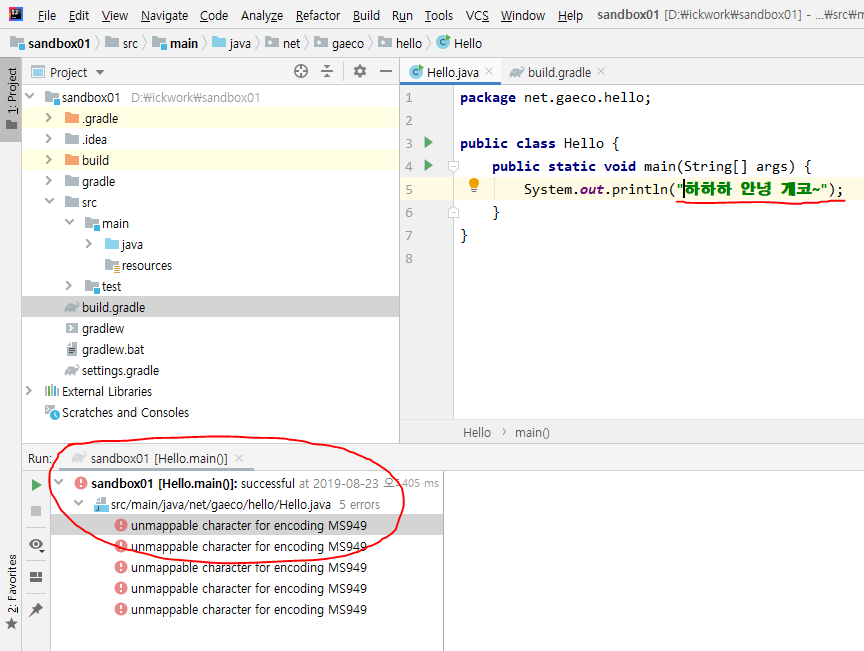 File Edit View Navigate Code Analyze Refactor Build Run Tools VCS Window Help sandbox01 [D:₩ickwork₩sandbox01] - ...₩src₩m
sandbox01 src main java net gaeco hello Hello
1: Project
Project
Hello.java build.gradle
sandbox01 D:₩ickwork₩sandbox01
.gradle
.idea
build
gradle
src
main
java
resources
test
build.gradle
gradlew
gradlew.bat
settings.gradle
External Libraries
Scratches and Consoles
1 package net.gaeco.hello;
2
3 public class Hello {
4 public static void main(String[] args) {
5 System.out.println("하하하 안녕 개코~");
6 }
7 }
8
Hello main()
Run: sandbox01 [Hello.main()]
sandbox01 [Hello.main()]: successful at 2019-08-23 405 ms
src/main/java/net/gaeco/hello/Hello.java 5 errors
unmappable character for encoding MS949
unmappable character for encoding MS949
unmappable character for encoding MS949
unmappable character for encoding MS949
unmappable character for encoding MS949
2: Favorites